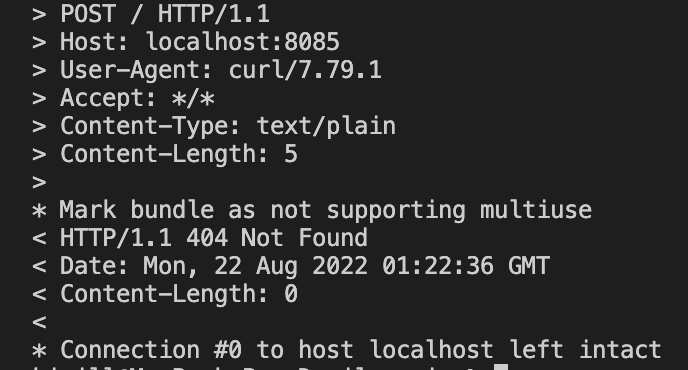 > POST / HTTP/1.1
> Host: localhost:8085
> User-Agent: curl/7.79.1
> Accept: */*
> Content-Type: text/plain
> Content-Length: 5
>
* Mark bundle as not supporting multiuse
< HTTP/1.1 404 Not Found
< Date: Mon, 22 Aug 2022 01:22:36 GMT
< Content-Length: 0
<
* Connection #0 to host localhost left intact